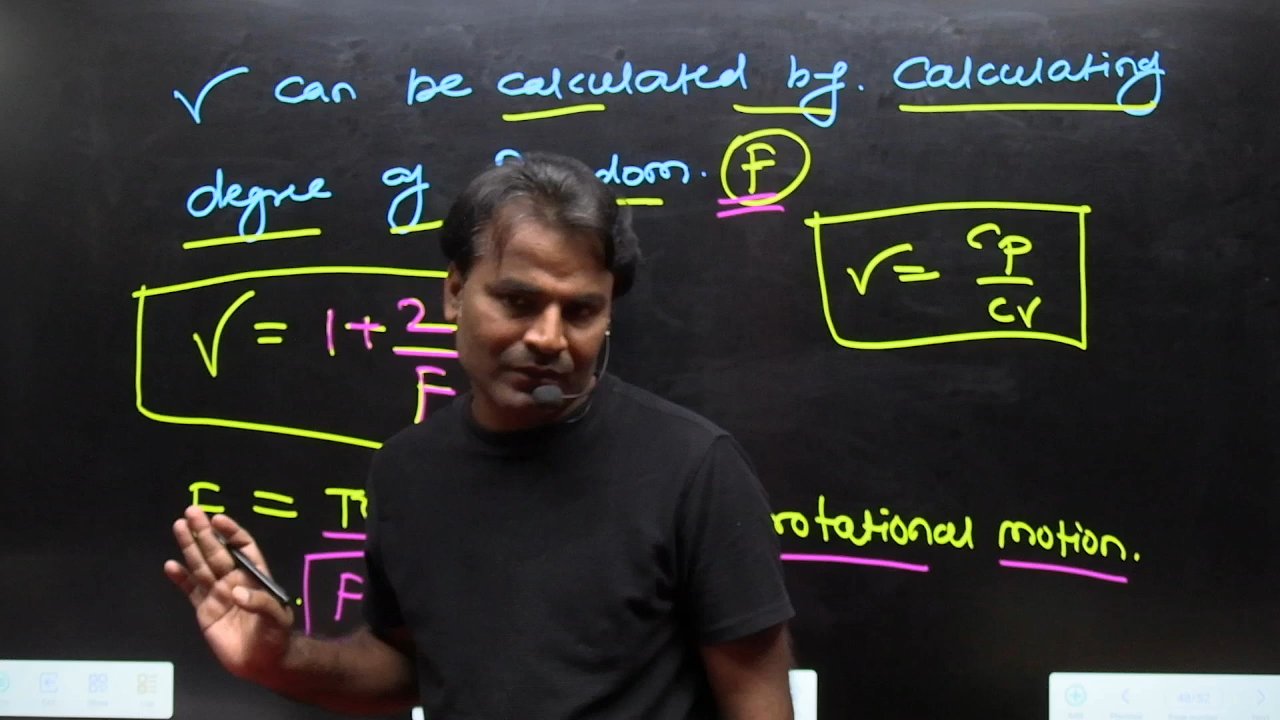 γ can be calculated by. Calculating
degree of dom. F
γ = Cp / Cv
γ = 1 + 2 / F
F = rotational motion.
F